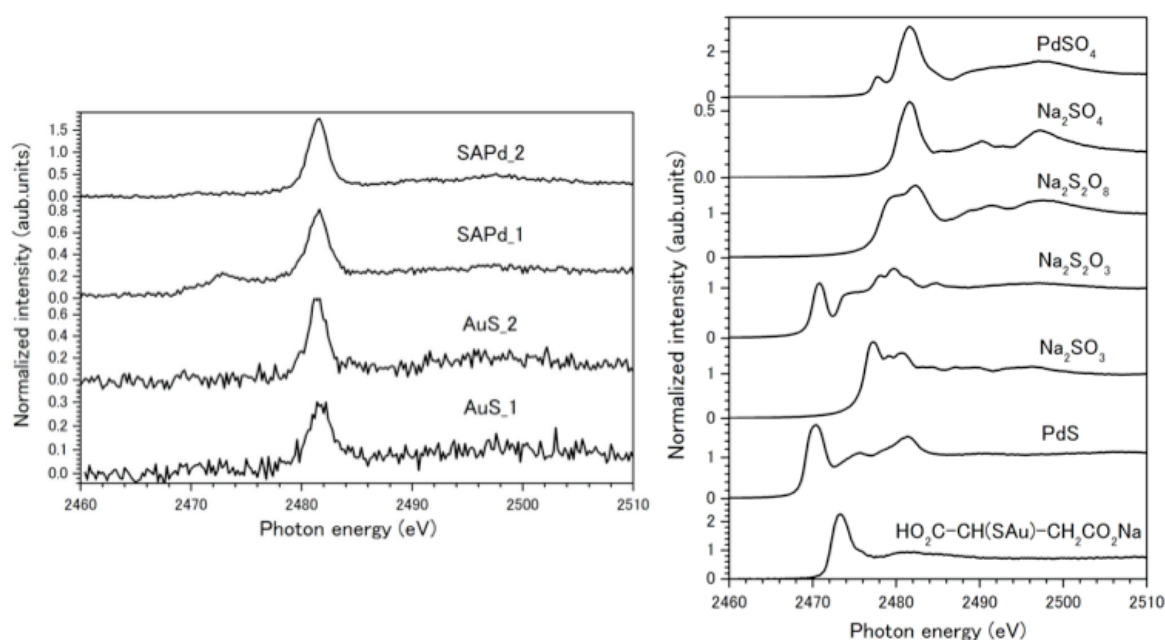 Normalized intensity (aub.units)
1.5
1.0
0.5
0.0
SAPd_2
0.8
0.6
0.4
0.2
0.0
SAPd_1
0.6
0.4
0.2
0.0
AuS_2
0.3
0.2
0.1
0.0
AuS_1
2460 2470 2480 2490 2500 2510
Photon energy (eV)
Normalized intensity (aub.units)
2
0
PdSO₄
0.5
0.0
Na₂SO₄
1
0
Na₂S₂O₈
Normalized intensity (aub.units)
1
0
Na₂S₂O₃
1
0
Na₂SO₃
1
0
PdS
2
1
0
HO₂C-CH(SAu)-CH₂CO₂Na
2460 2470 2480 2490 2500 2510
Photon energy (eV)